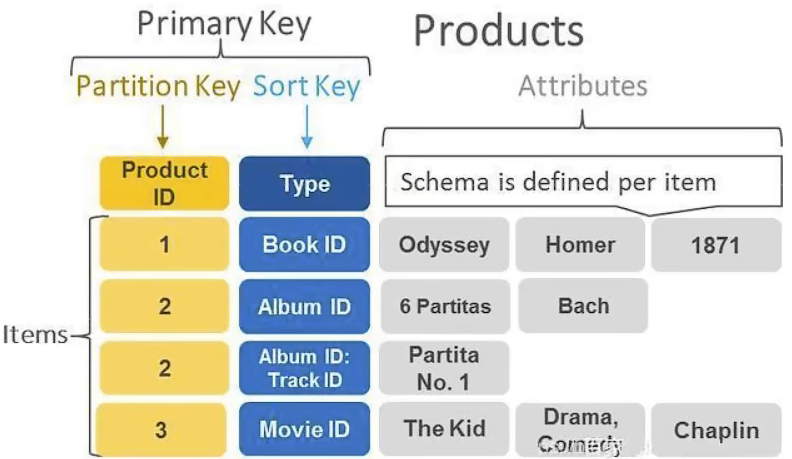 Primary Key
Products
Partition Key
Sort Key
Attributes
Product
ID
Type
Schema is defined per item
1
Book ID
Odyssey
Homer
1871
2
Album ID
6 Partitas
Bach
Items
2
Album ID:
Track ID
Partita
No. 1
3
Movie ID
The Kid
Drama,
Comedy
Chaplin